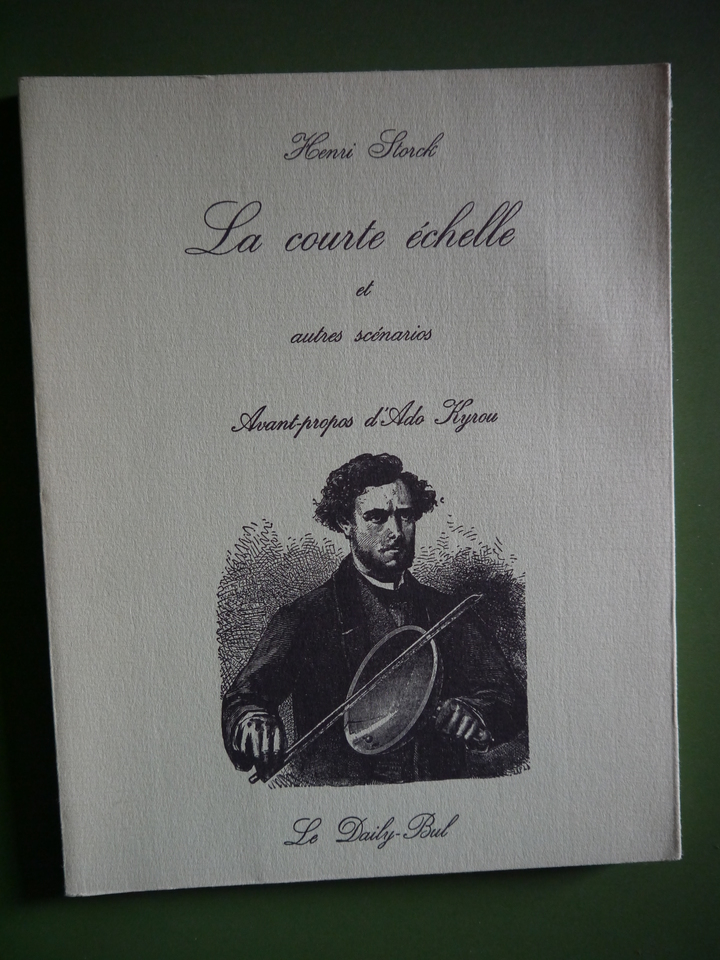 Henri Storck
La courte échelle
et
autres scénarios
Avant-propos d'Ado Kyrou
Le Daily-Bul